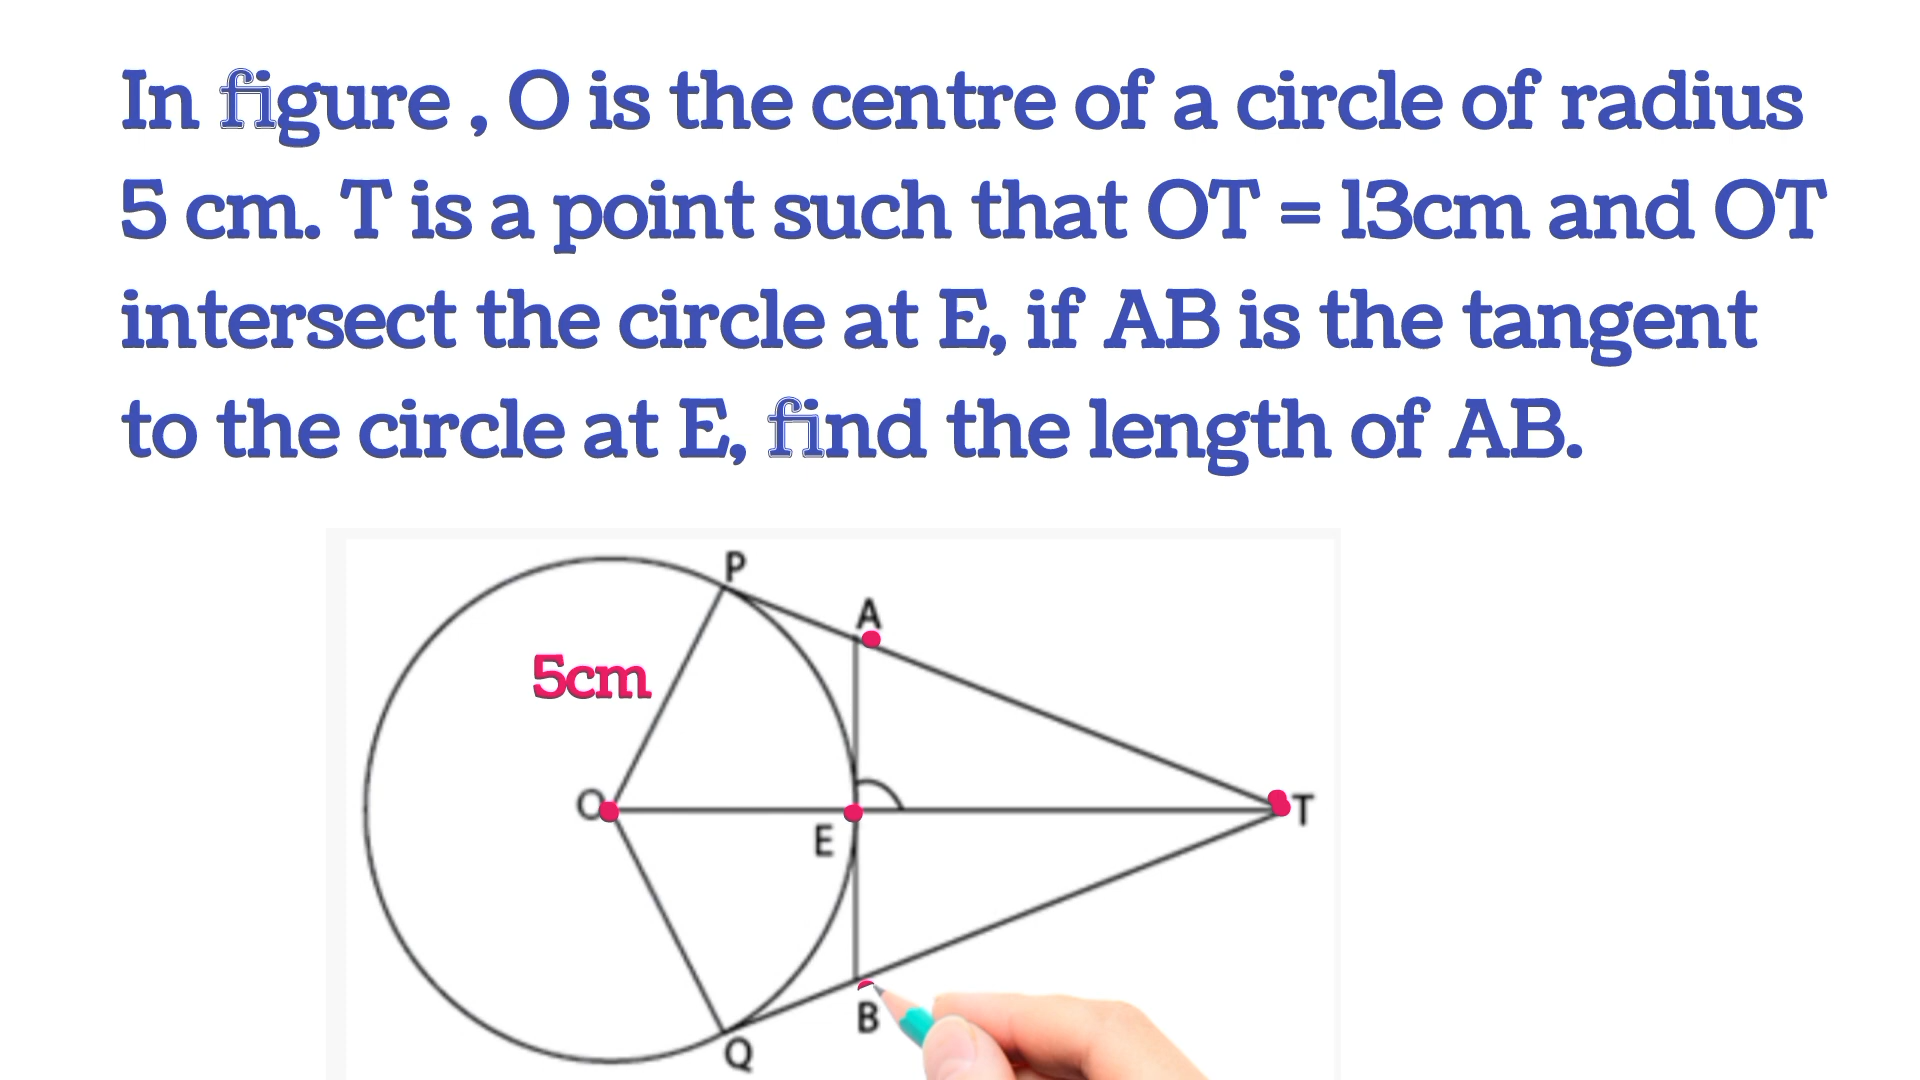 In figure , O is the centre of a circle of radius
5 cm. T is a point such that OT = 13cm and OT
intersect the circle at E, if AB is the tangent
to the circle at E, find the length of AB.
P
A
5cm
O
T
E
B
Q